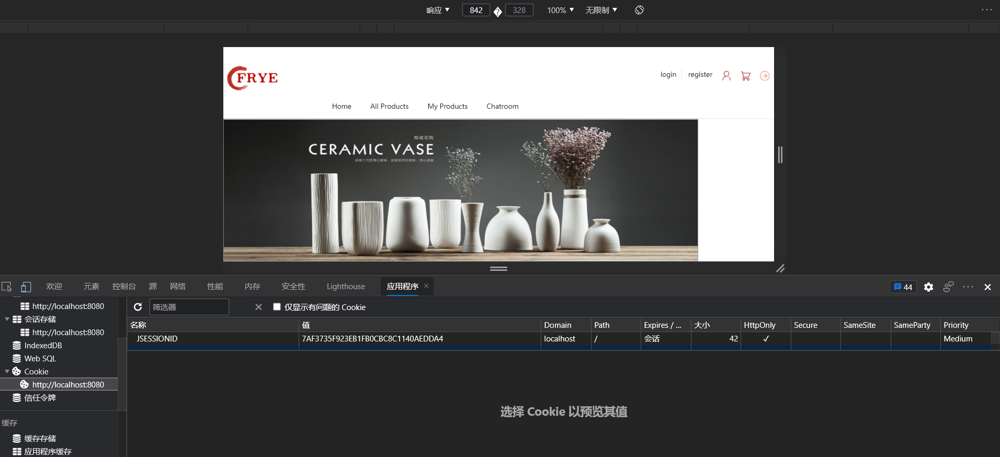 响应 842 328 100% 无限制
FRYE
login register
Home All Products My Products Chatroom
陶瓷花瓶
CERAMIC VASE
欢迎 元素 控制台 源 网络 性能 内存 安全性 Lighthouse 应用程序 44
http://localhost:8080
会话存储
http://localhost:8080
IndexedDB
Web SQL
Cookie
http://localhost:8080
信任令牌
缓存
缓存存储
应用程序缓存
筛选器 仅显示有问题的 Cookie
名称 值 Domain Path Expires / ... 大小 HttpOnly Secure SameSite SameParty Priority
JSESSIONID 7AF3735F923EB1FB0CBC8C1140AEDDA4 localhost / 会话 42 ✓ Medium
选择 Cookie 以预览其值